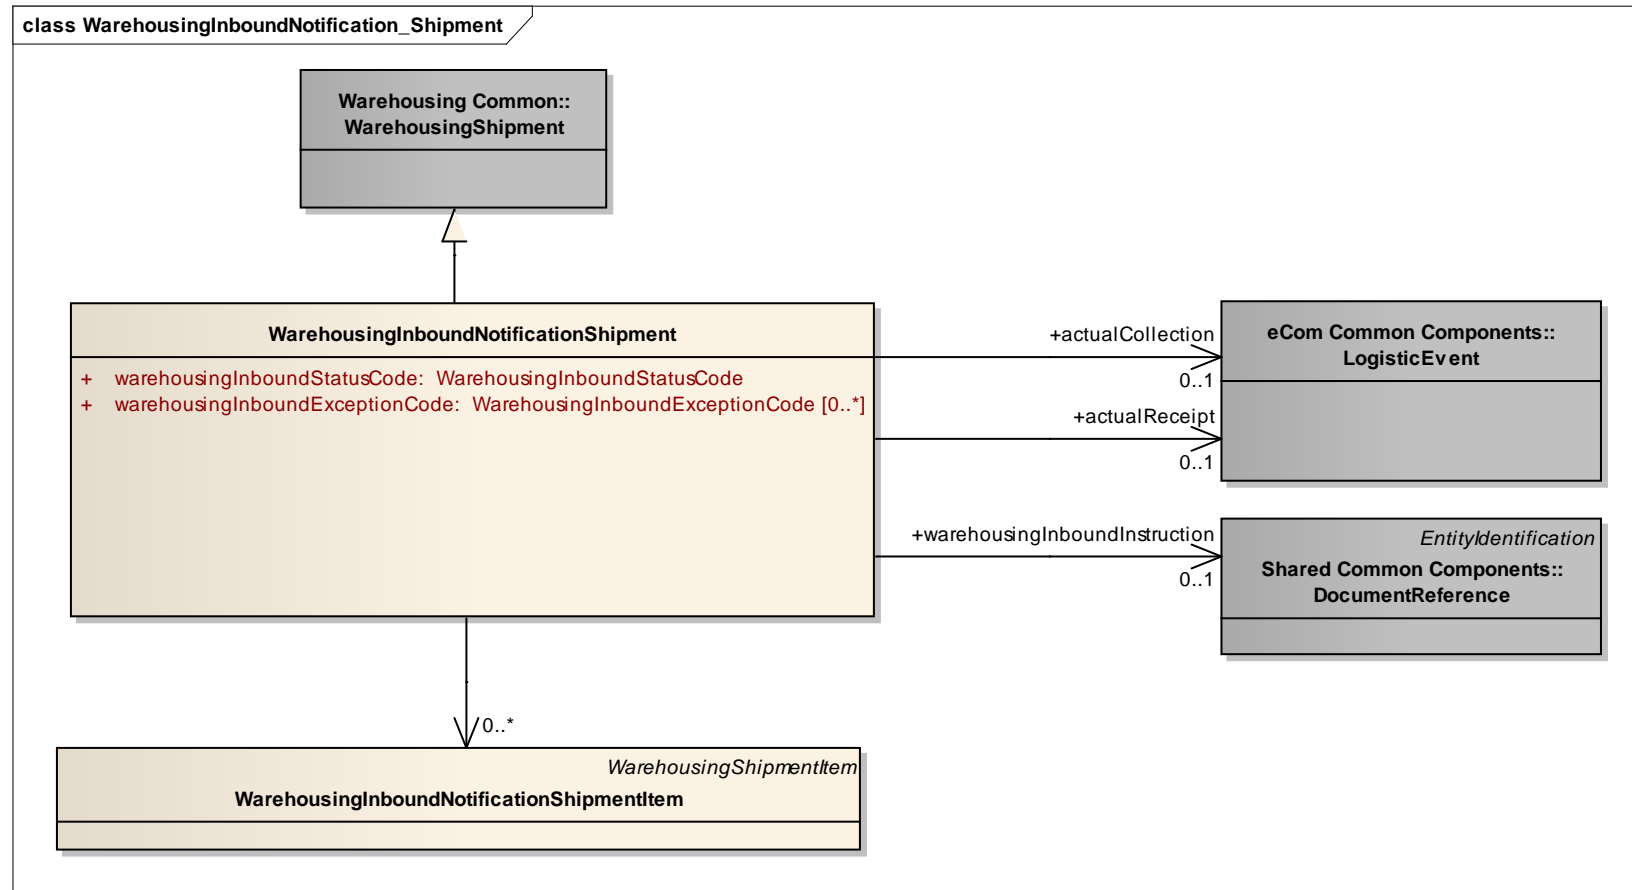 class WarehousingInboundNotification_Shipment
Warehousing Common::
WarehousingShipment
WarehousingInboundNotificationShipment
+ warehousingInboundStatusCode: WarehousingInboundStatusCode
+ warehousingInboundExceptionCode: WarehousingInboundExceptionCode [0..*]
+actualCollection
0..1
+actualReceipt
0..1
eCom Common Components::
LogisticEvent
+warehousingInboundInstruction
0..1
EntityIdentification
Shared Common Components::
DocumentReference
0..*
WarehousingShipmentItem
WarehousingInboundNotificationShipmentItem